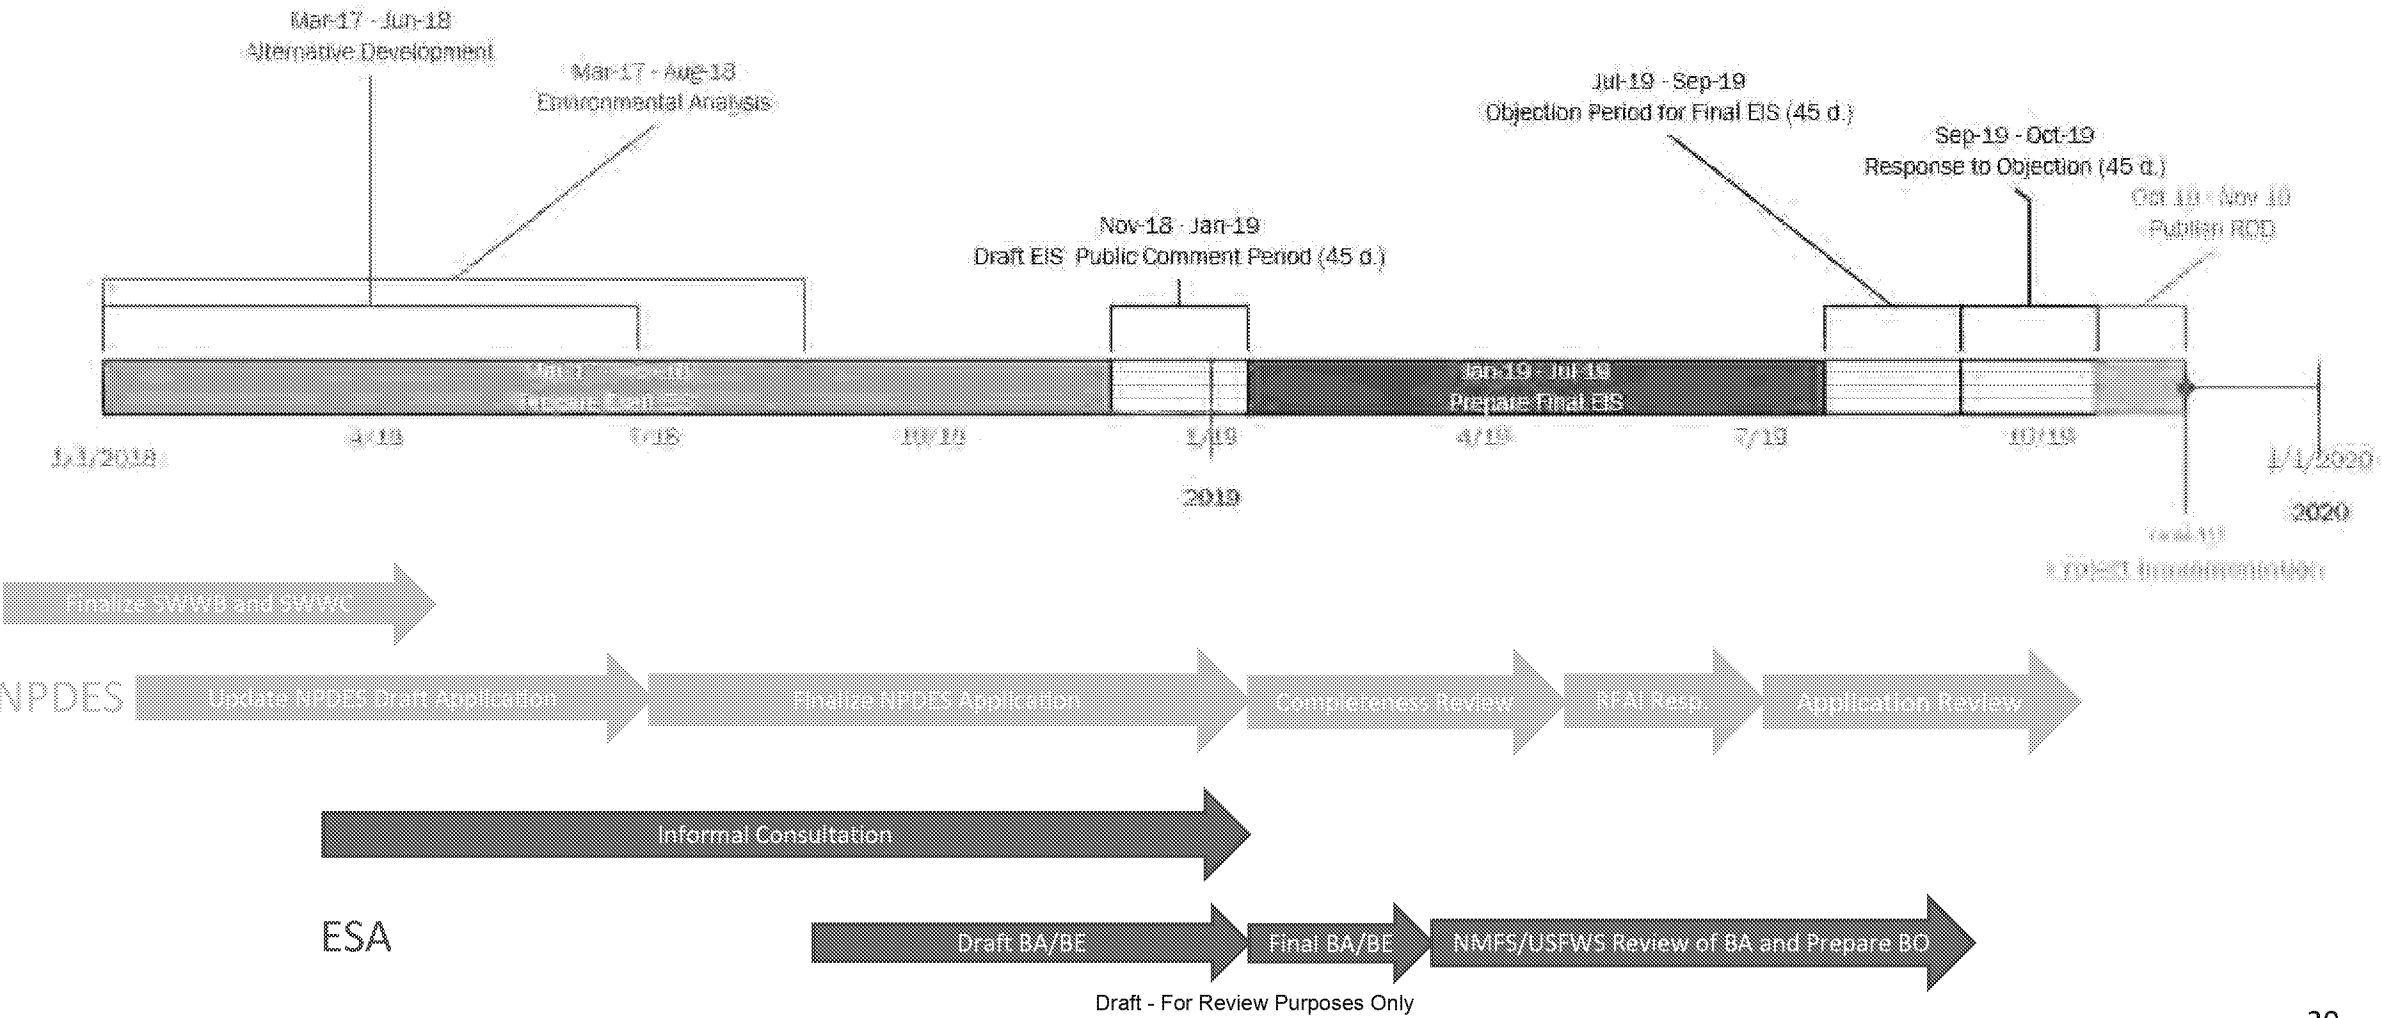 Mar-17 - Jun-18
Alternative Development
Mar-17 - Aug-18
Environmental Analysis
Jul-19 - Sep-19
Objection Period for Final EIS (45 d.)
Sep-19 - Oct-19
Response to Objection (45 d.)
Publish ROD
Nov-18 - Jan-19
Draft EIS Public Comment Period (45 d.)
Jan-19 - Jul-19
Prepare Final EIS
1/1/2018
4/18
7/18
10/18
1/19
4/19
7/19
10/19
1/1/2020
2019
2020
Finalize SWWB and SWWC
NPDES
Update NPDES Draft Application
Finalize NPDES Application
Completeness Review
RFAI Resp.
Application Review
Informal Consultation
ESA
Draft BA/BE
Final BA/BE
NMFS/USFWS Review of BA and Prepare BO
Draft - For Review Purposes Only